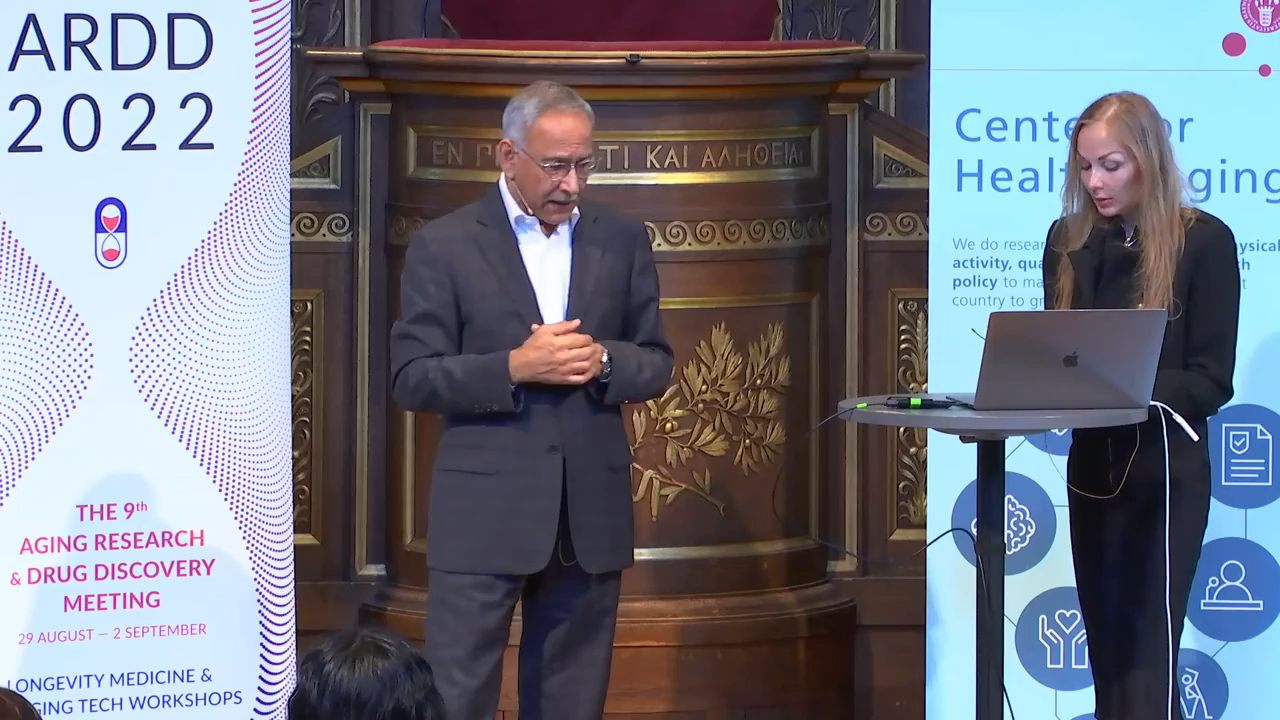 ARDD
2022
THE 9th
AGING RESEARCH
& DRUG DISCOVERY
MEETING
29 AUGUST — 2 SEPTEMBER
LONGEVITY MEDICINE &
GING TECH WORKSHOPS
ΕΝ ΤΙ ΚΑΙ ΑΛΗΘΕΙΑι
Cente or
Heal ging
We do resear ysical
activity, qua h
policy to ma t
country to gr